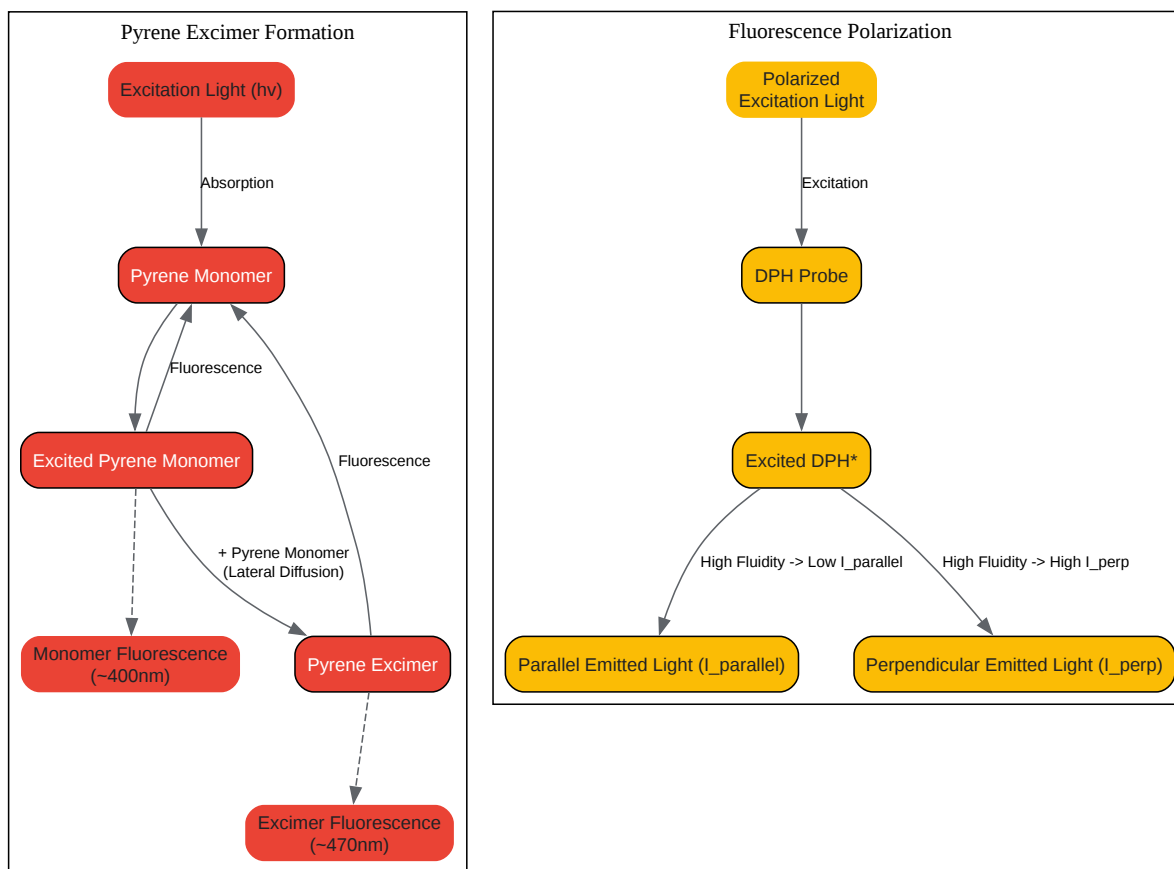 Pyrene Excimer Formation
Excitation Light (hv)
Absorption
Pyrene Monomer
Fluorescence
Excited Pyrene Monomer
Fluorescence
+ Pyrene Monomer
(Lateral Diffusion)
Monomer Fluorescence
(~400nm)
Pyrene Excimer
Excimer Fluorescence
(~470nm)
Fluorescence Polarization
Polarized
Excitation Light
Excitation
DPH Probe
Excited DPH*
High Fluidity -> Low I_parallel
High Fluidity -> High I_perp
Parallel Emitted Light (I_parallel)
Perpendicular Emitted Light (I_perp)